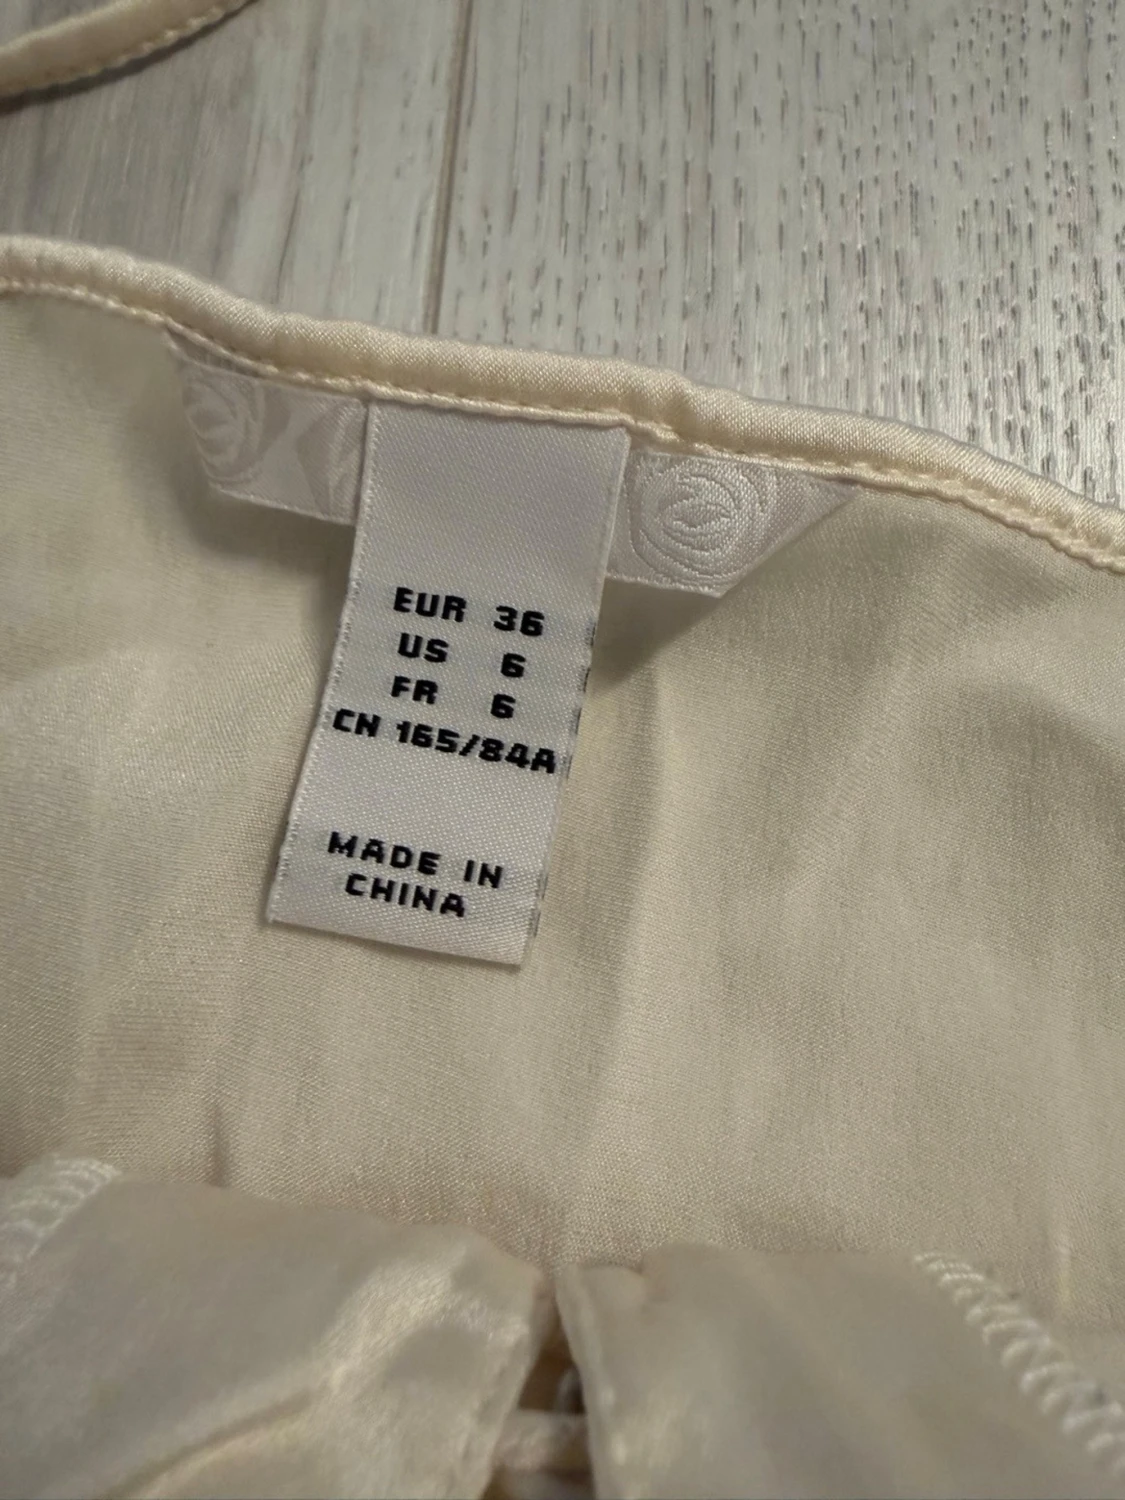 EUR 36
US 6
FR 6
CN 165/84A
MADE IN
CHINA